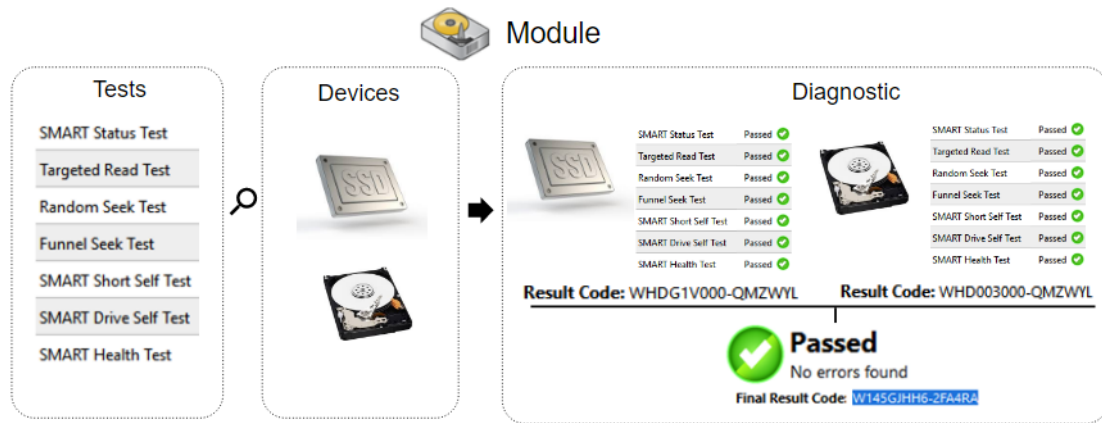 Module
Tests
SMART Status Test
Targeted Read Test
Random Seek Test
Funnel Seek Test
SMART Short Self Test
SMART Drive Self Test
SMART Health Test
Devices
SSD
Diagnostic
SSD
SMART Status Test Passed
Targeted Read Test Passed
Random Seek Test Passed
Funnel Seek Test Passed
SMART Short Self Test Passed
SMART Drive Self Test Passed
SMART Health Test Passed
Result Code: WHDG1V000-QMZWYL
SMART Status Test Passed
Targeted Read Test Passed
Random Seek Test Passed
Funnel Seek Test Passed
SMART Short Self Test Passed
SMART Drive Self Test Passed
SMART Health Test Passed
Result Code: WHD003000-QMZWYL
Passed
No errors found
Final Result Code: W145GJHH6-2FA4RA